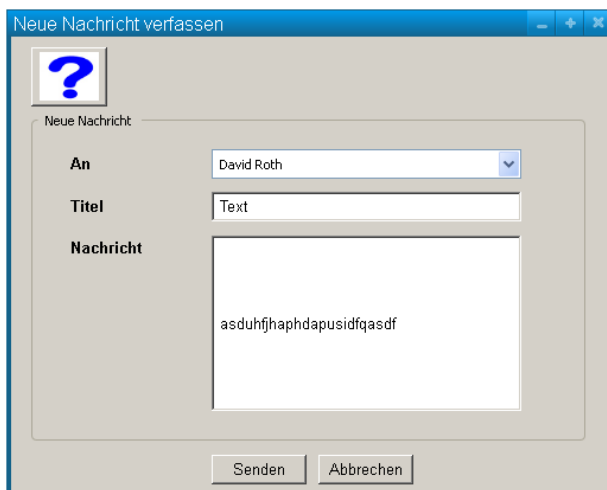 Neue Nachricht verfassen
?
Neue Nachricht
An
David Roth
Titel
Text
Nachricht
asduhfjhaphdapusidfqasdf
Senden
Abbrechen